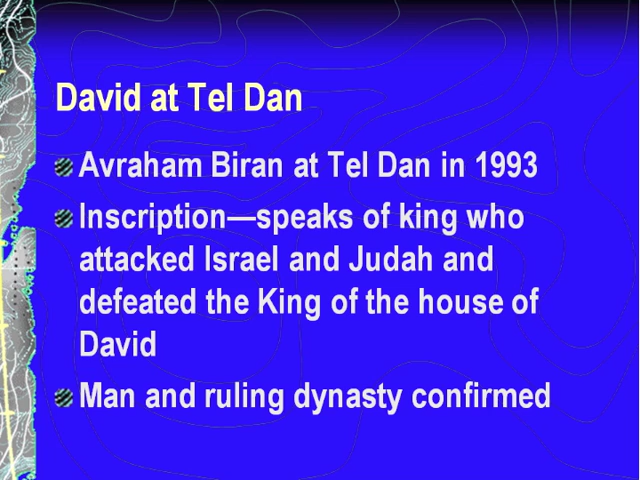 David at Tel Dan
Avraham Biran at Tel Dan in 1993
Inscription—speaks of king who
attacked Israel and Judah and
defeated the King of the house of
David
Man and ruling dynasty confirmed